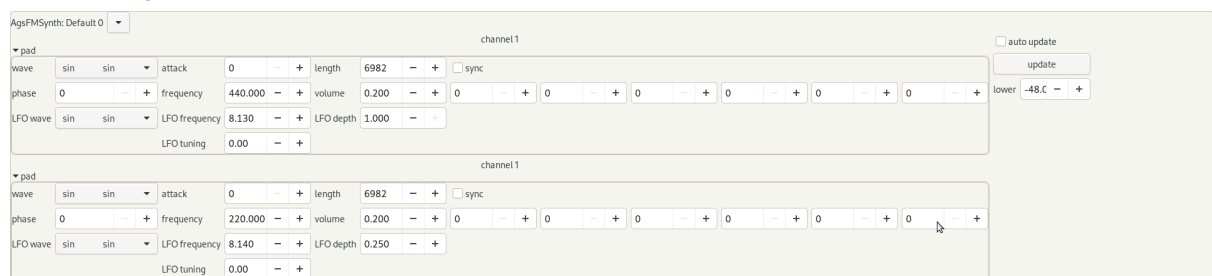 AgsFMSynth: Default 0
channel 1
auto update
pad
wave sin sin attack 0 − + length 6982 − + sync
update
phase 0 − + frequency 440.000 − + volume 0.200 − + 0 − + 0 − + 0 − + 0 − + 0 − + 0 − +
lower -48.0 − +
LFO wave sin sin LFO frequency 8.130 − + LFO depth 1.000 − +
LFO tuning 0.00 − +
channel 1
pad
wave sin sin attack 0 − + length 6982 − + sync
phase 0 − + frequency 220.000 − + volume 0.200 − + 0 − + 0 − + 0 − + 0 − + 0 − + 0 − +
LFO wave sin sin LFO frequency 8.140 − + LFO depth 0.250 − +
LFO tuning 0.00 − +